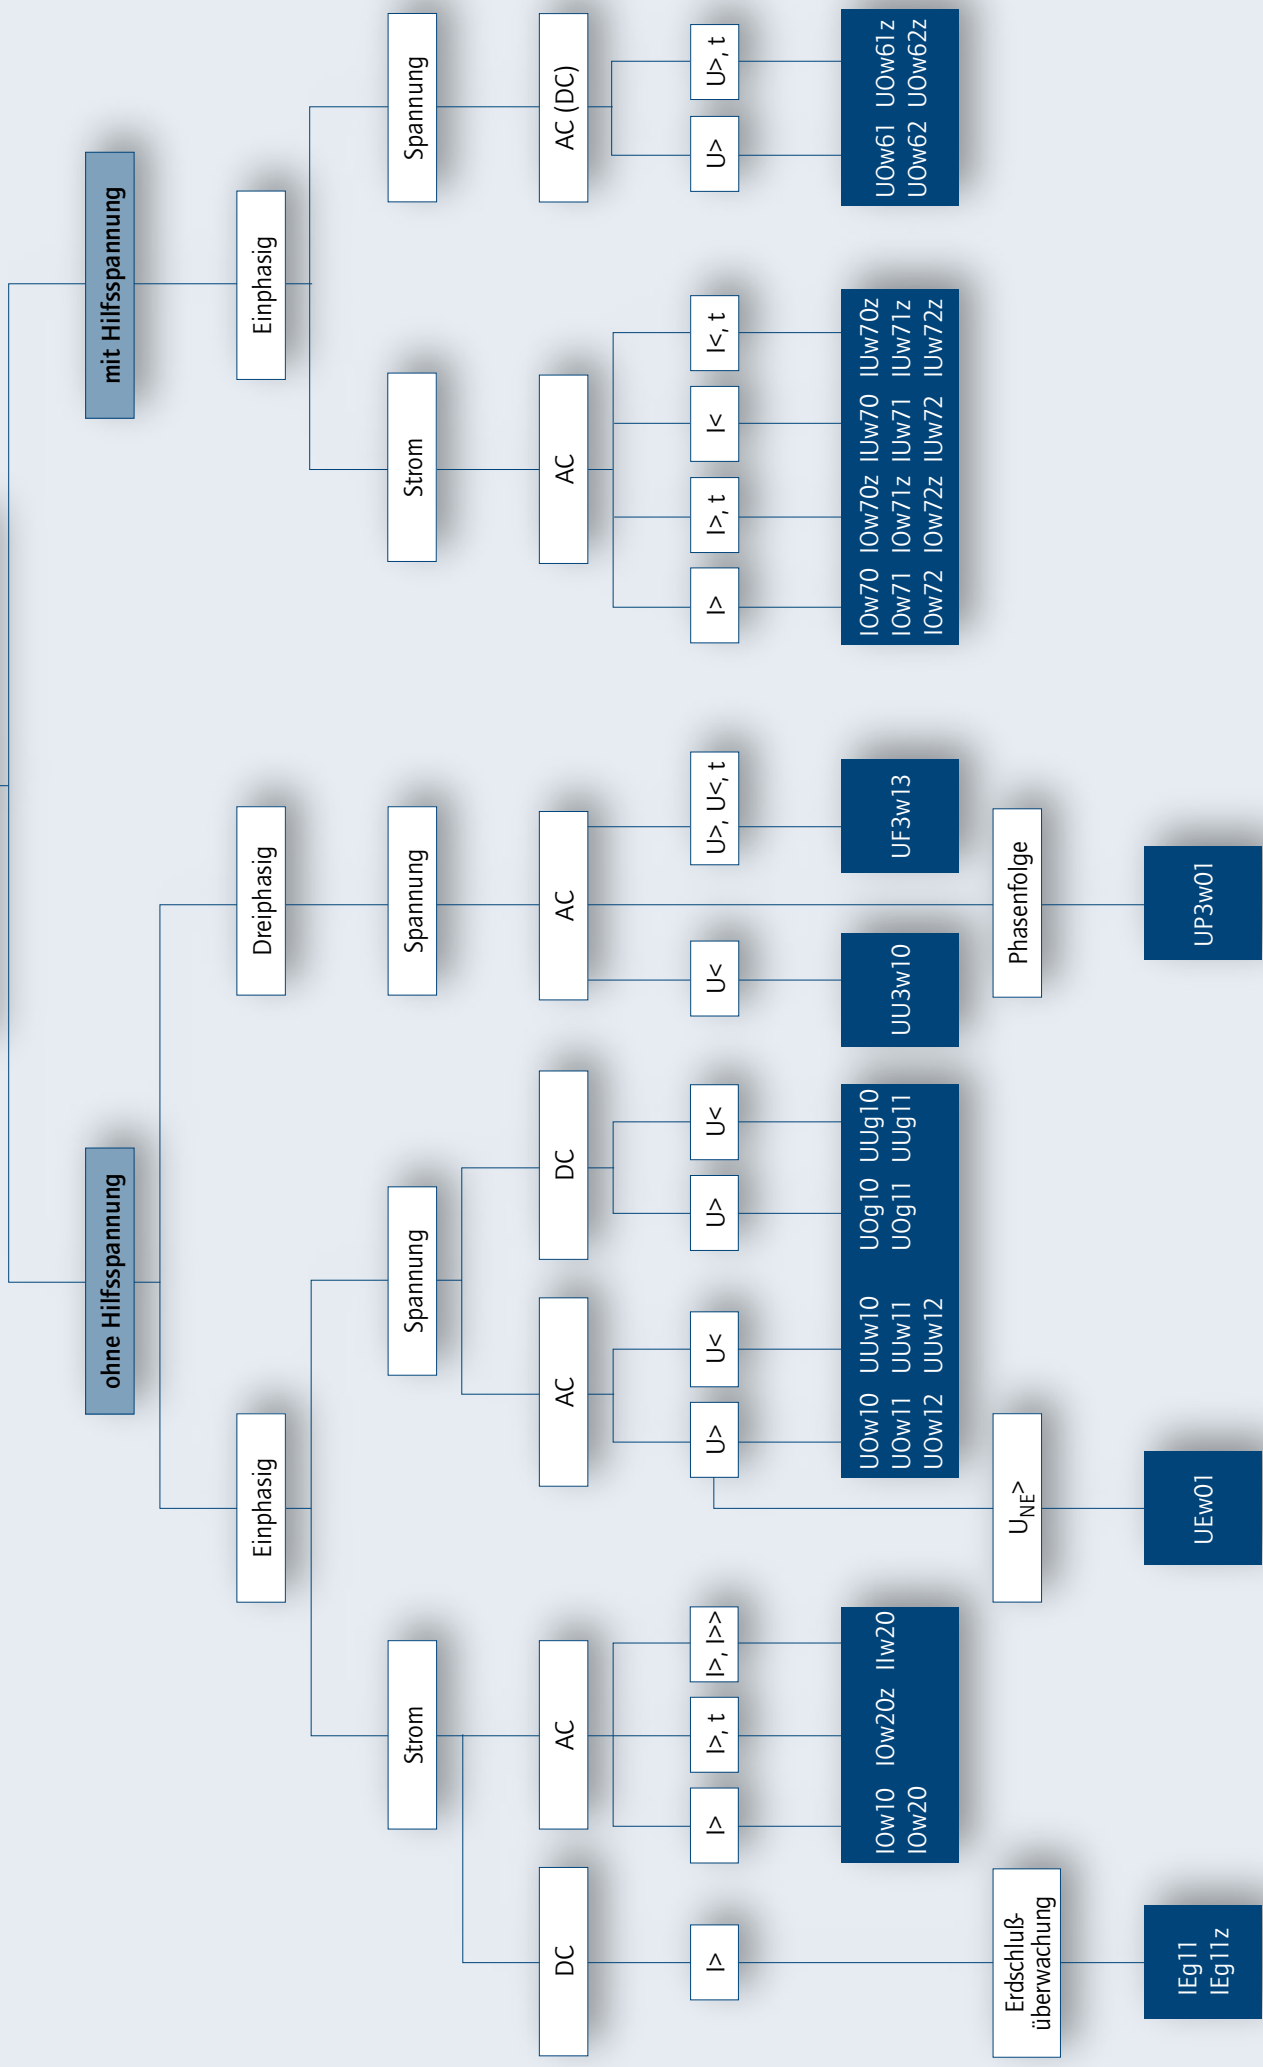 ohne Hilfsspannung
mit Hilfsspannung
Einphasig
Dreiphasig
Einphasig
Strom
Spannung
Spannung
Strom
Spannung
DC
AC
AC
DC
AC
AC
AC (DC)
I>
I>
I>, t
I>, I>>
U>
U<
U>
U<
U<
U>, U<, t
I>
I>, t
I<
I<, t
U>
U>, t
IOw10 IOw20z IIw20
IOw20
UOw10 UUw10 UOg10 UUg10
UOw11 UUw11 UOg11 UUg11
UOw12 UUw12
UU3w10
UF3w13
IOw70 IOw70z IUw70 IUw70z
IOw71 IOw71z IUw71 IUw71z
IOw72 IOw72z IUw72 IUw72z
UOw61 UOw61z
UOw62 UOw62z
Erdschluß-
überwachung
UNE>
Phasenfolge
IEg11
IEg11z
UEw01
UP3w01